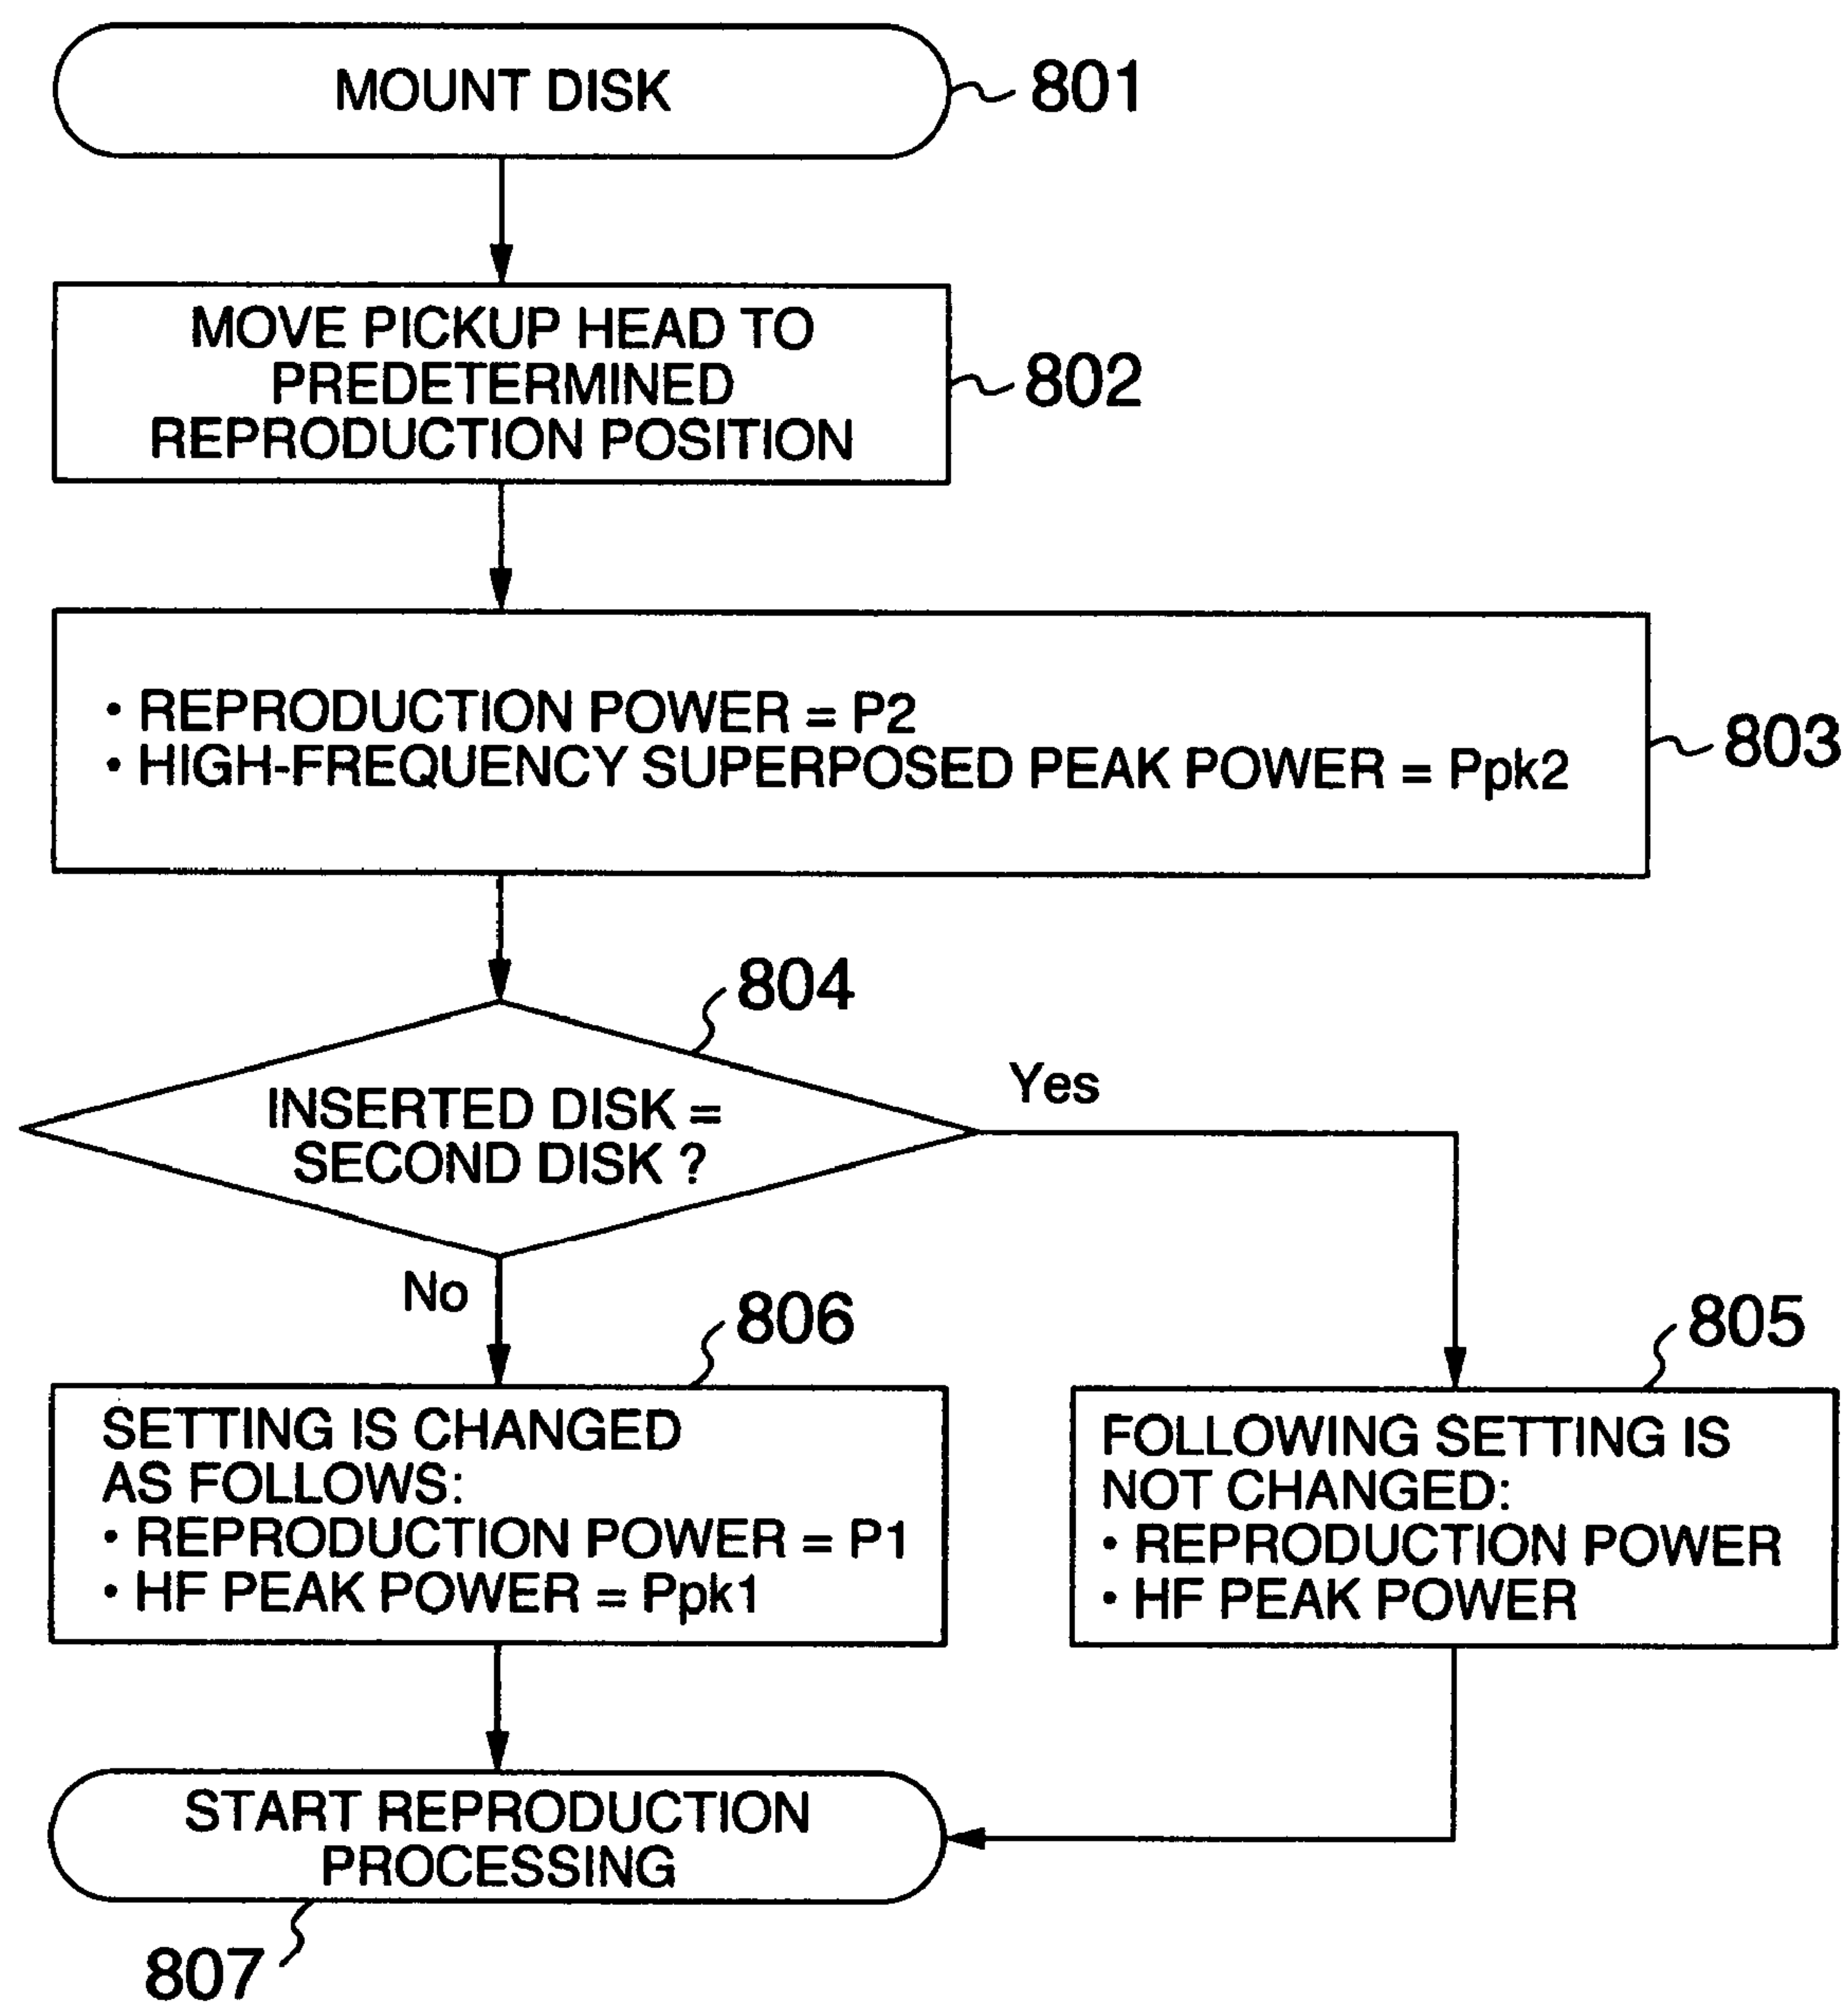 MOUNT DISK
801
MOVE PICKUP HEAD TO
PREDETERMINED
REPRODUCTION POSITION
802
• REPRODUCTION POWER = P2
• HIGH-FREQUENCY SUPERPOSED PEAK POWER = Ppk2
803
804
INSERTED DISK =
SECOND DISK ?
Yes
No
806
SETTING IS CHANGED
AS FOLLOWS:
• REPRODUCTION POWER = P1
• HF PEAK POWER = Ppk1
805
FOLLOWING SETTING IS
NOT CHANGED:
• REPRODUCTION POWER
• HF PEAK POWER
START REPRODUCTION
PROCESSING
807